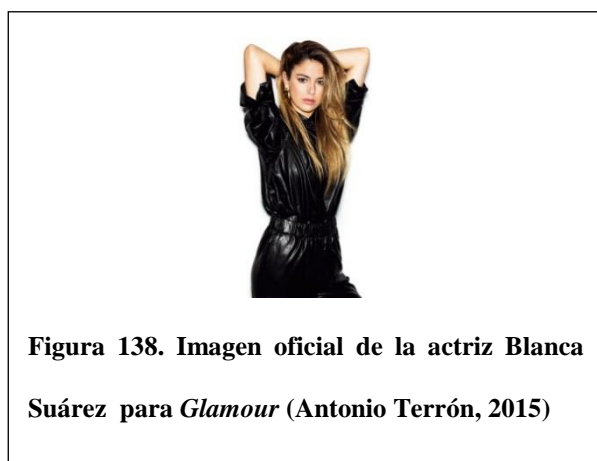 Figura 138. Imagen oficial de la actriz Blanca
Suárez para Glamour (Antonio Terrón, 2015)